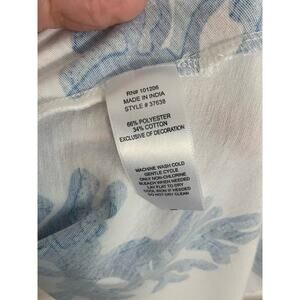 RN# 101206
MADE IN INDIA
STYLE # 37638
66% POLYESTER
34% COTTON
EXCLUSIVE OF DECORATION
MACHINE WASH COLD
GENTLE CYCLE
ONLY NON-CHLORINE
BLEACH WHEN NEEDED
LAY FLAT TO DRY
COOL IRON IF NEEDED
DO NOT DRY CLEAN